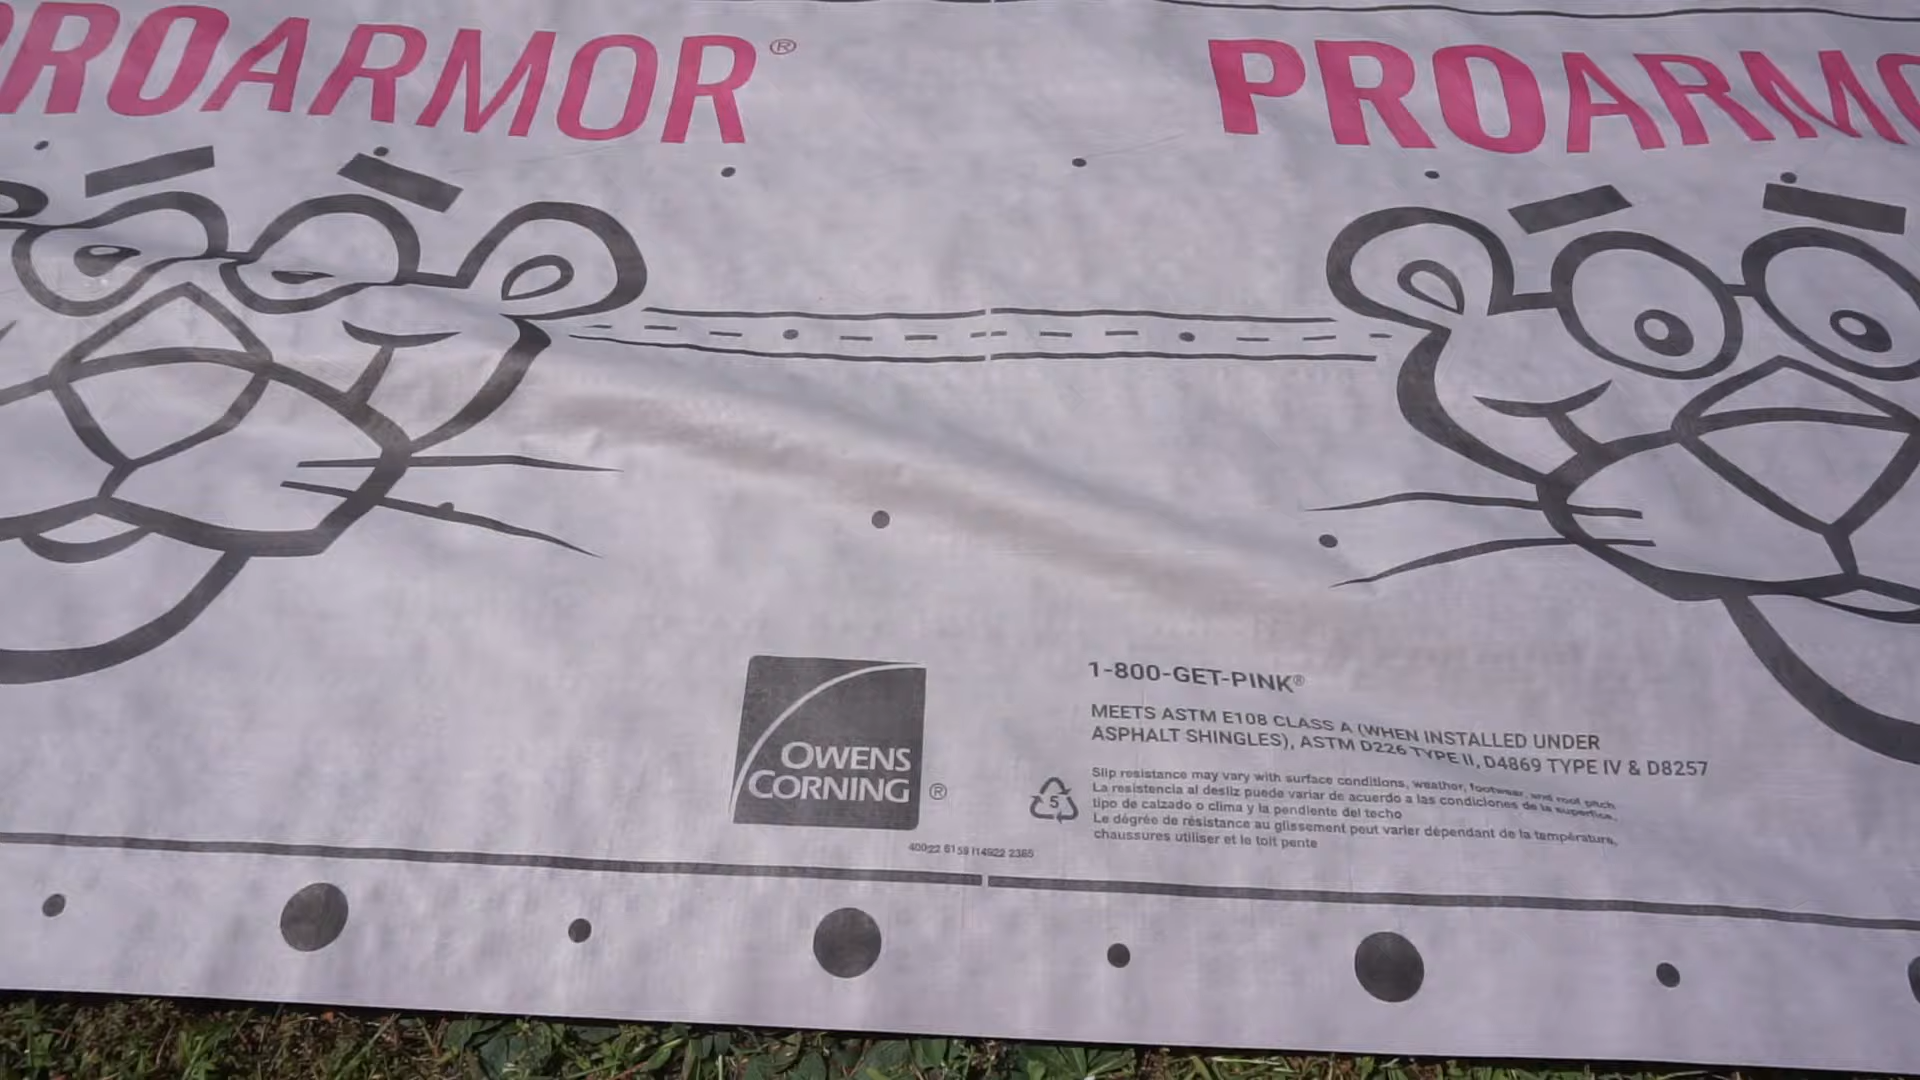 ROARMOR®
PROARMO
1-800-GET-PINK®
MEETS ASTM E108 CLASS A (WHEN INSTALLED UNDER
ASPHALT SHINGLES), ASTM D226 TYPE II, D4869 TYPE IV & D8257
Slip resistance may vary with surface conditions, weather, footwear, and roof pitch
La resistencia al desliz puede variar de acuerdo a las condiciones de la superficie,
tipo de calzado o clima y la pendiente del techo
Le dégrée de résistance au glissement peut varier dépendant de la température,
chaussures utiliser et le toit pente
5
OWENS
CORNING ®
2365